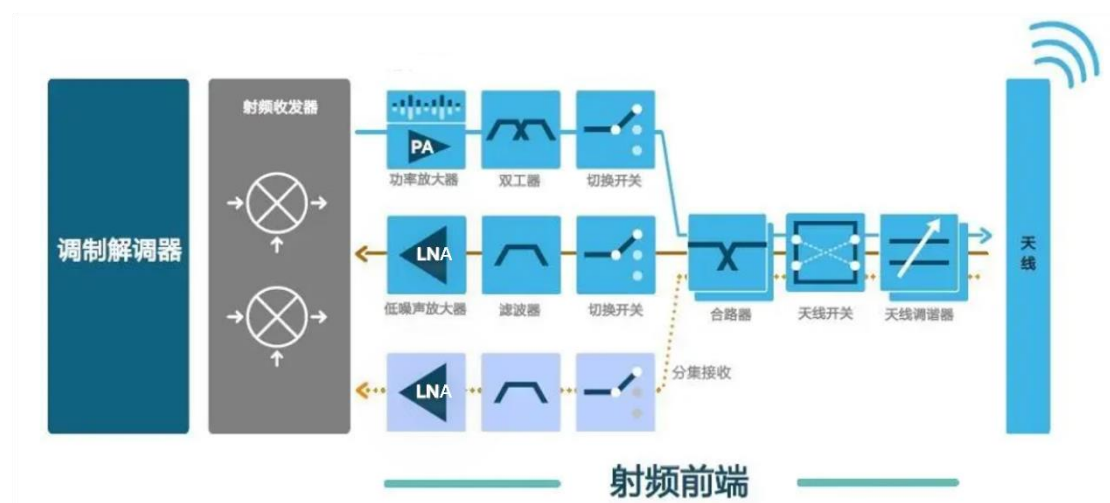 射频收发器
调制解调器
PA
功率放大器
双工器
切换开关
LNA
低噪声放大器
滤波器
切换开关
合路器
天线开关
天线调谐器
天线
LNA
分集接收
射频前端